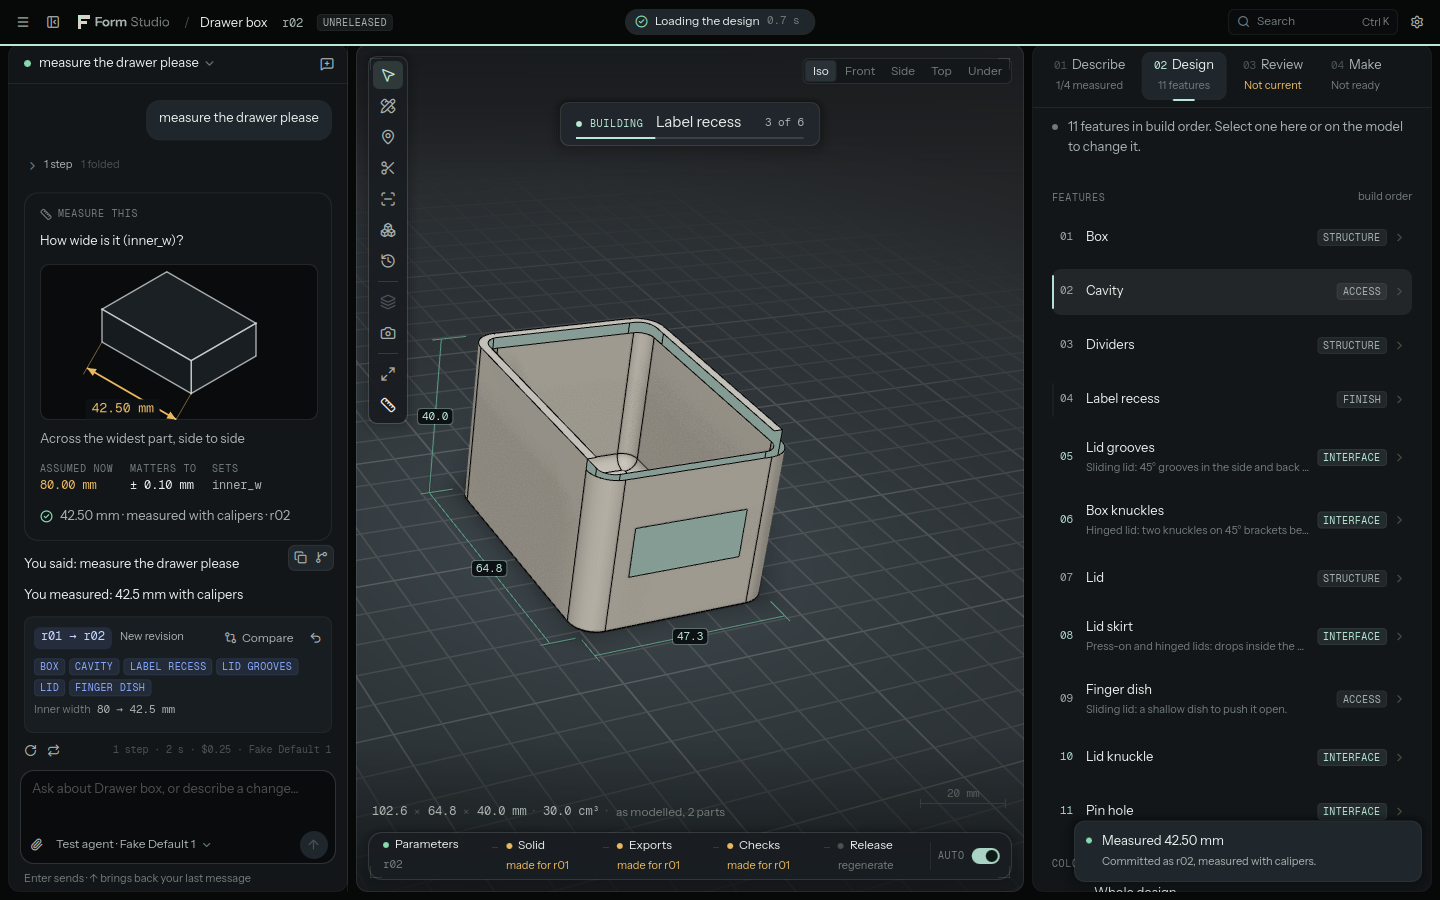 Form Studio / Drawer box r02 UNRELEASED
Loading the design 0.7 s
Search Ctrl K
measure the drawer please
measure the drawer please
1 step 1 folded
MEASURE THIS
How wide is it (inner_w)?
42.50 mm
Across the widest part, side to side
ASSUMED NOW MATTERS TO SETS
80.00 mm ± 0.10 mm inner_w
42.50 mm · measured with calipers · r02
You said: measure the drawer please
You measured: 42.5 mm with calipers
r01 → r02 New revision Compare
BOX CAVITY LABEL RECESS LID GROOVES
LID FINGER DISH
Inner width 80 → 42.5 mm
1 step · 2 s · $0.25 · Fake Default 1
Ask about Drawer box, or describe a change...
Test agent · Fake Default 1
Enter sends · ↑ brings back your last message
Iso Front Side Top Under
BUILDING Label recess 3 of 6
40.0
64.8
47.3
20 mm
102.6 × 64.8 × 40.0 mm · 30.0 cm³ · as modelled, 2 parts
Parameters Solid Exports Checks Release
r02 made for r01 made for r01 made for r01 regenerate
AUTO
01 Describe 02 Design 03 Review 04 Make
1/4 measured 11 features Not current Not ready
11 features in build order. Select one here or on the model
to change it.
FEATURES build order
01 Box STRUCTURE
02 Cavity ACCESS
03 Dividers STRUCTURE
04 Label recess FINISH
05 Lid grooves INTERFACE
Sliding lid: 45° grooves in the side and back ...
06 Box knuckles INTERFACE
Hinged lid: two knuckles on 45° brackets be...
07 Lid STRUCTURE
08 Lid skirt INTERFACE
Press-on and hinged lids: drops inside the ...
09 Finger dish ACCESS
Sliding lid: a shallow dish to push it open.
10 Lid knuckle INTERFACE
11 Pin hole INTERFACE
Measured 42.50 mm
Committed as r02, measured with calipers.
Whole design